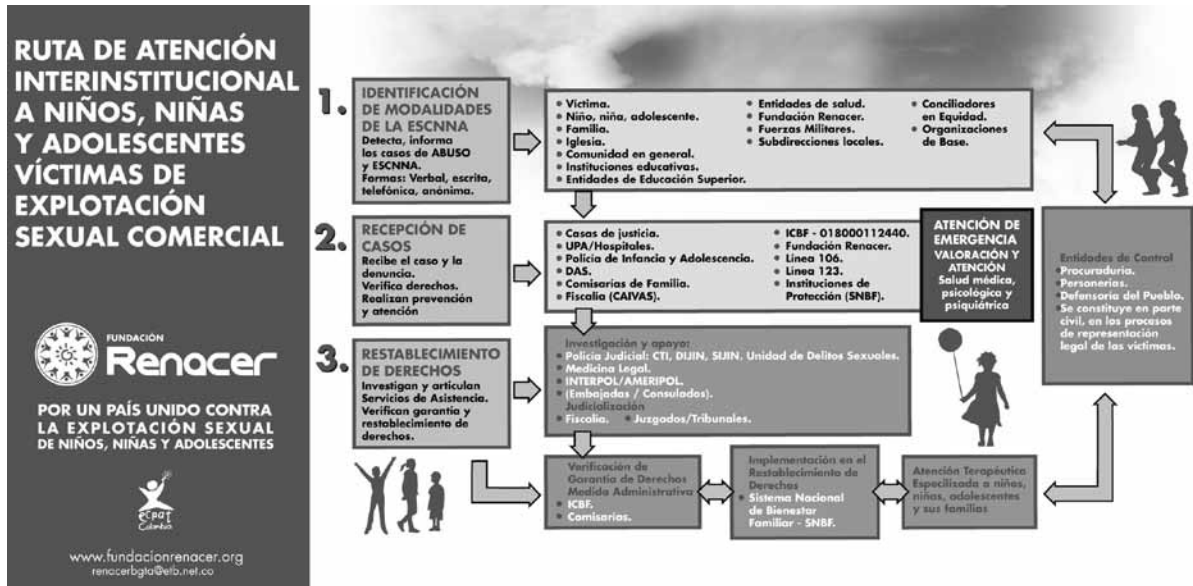 RUTA DE ATENCIÓN
INTERINSTITUCIONAL
A NIÑOS, NIÑAS
Y ADOLESCENTES
VÍCTIMAS DE
EXPLOTACIÓN
SEXUAL COMERCIAL
FUNDACIÓN
Renacer
POR UN PAÍS UNIDO CONTRA
LA EXPLOTACIÓN SEXUAL
DE NIÑOS, NIÑAS Y ADOLESCENTES
ecpat
Colombia
www.fundacionrenacer.org
renacerbgta@etb.net.co
1. IDENTIFICACIÓN
DE MODALIDADES
DE LA ESCNNA
Detecta, informa
los casos de ABUSO
y ESCNNA.
Formas: Verbal, escrita,
telefónica, anónima.
• Víctima.
• Niño, niña, adolescente.
• Familia.
• Iglesia.
• Comunidad en general.
• Instituciones educativas.
• Entidades de Educación Superior.
• Entidades de salud.
• Fundación Renacer.
• Fuerzas Militares.
• Subdirecciones locales.
• Conciliadores
en Equidad.
• Organizaciones
de Base.
2. RECEPCIÓN DE
CASOS
Recibe el caso y la
denuncia.
Verifica derechos.
Realizan prevención
y atención
• Casas de justicia.
• UPA/Hospitales.
• Policía de Infancia y Adolescencia.
• DAS.
• Comisarias de Familia.
• Fiscalía (CAIVAS).
• ICBF - 018000112440.
• Fundación Renacer.
• Linea 106.
• Linea 123.
• Instituciones de
Protección (SNBF).
ATENCIÓN DE
EMERGENCIA
VALORACIÓN Y
ATENCIÓN
Salud médica,
psicológica y
psiquiátrica
Entidades de Control
• Procuraduria.
• Personerías.
• Defensoría del Pueblo.
• Se constituye en parte
civil, en los procesos
de representación
legal de las víctimas.
3. RESTABLECIMIENTO
DE DERECHOS
Investigan y articulan
Servicios de Asistencia.
Verifican garantía y
restablecimiento de
derechos.
Investigación y apoyo:
• Policía Judicial: CTI, DIJIN, SIJIN, Unidad de Delitos Sexuales.
• Medicina Legal.
• INTERPOL/AMERIPOL.
• (Embajadas / Consulados).
Judicialización
• Fiscalía. • Juzgados/Tribunales.
Verificación de
Garantía de Derechos
Medida Administrativa
• ICBF.
• Comisarias.
Implementación en el
Restablecimiento de
Derechos
• Sistema Nacional
de Bienestar
Familiar - SNBF.
Atención Terapéutica
Espcilizada a niños,
niñas, adolescentes
y sus familias